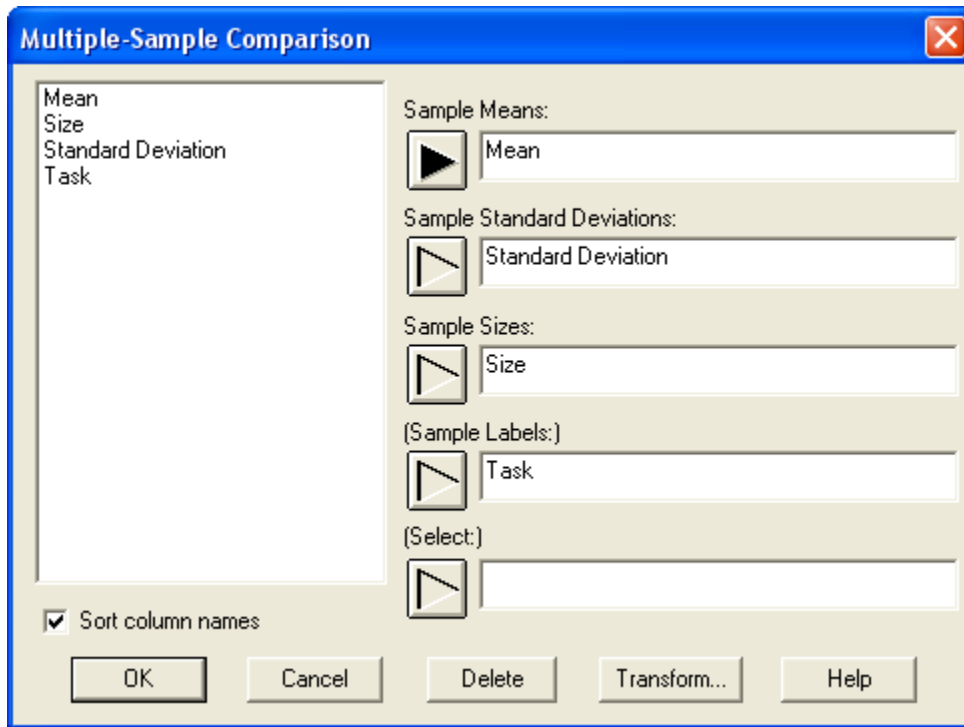 Multiple-Sample Comparison
Mean
Size
Standard Deviation
Task
Sample Means:
Mean
Sample Standard Deviations:
Standard Deviation
Sample Sizes:
Size
(Sample Labels:)
Task
(Select:)
Sort column names
OK
Cancel
Delete
Transform...
Help